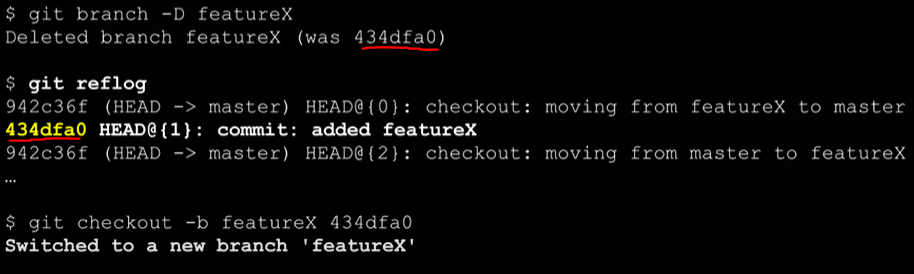 $ git branch -D featureX
Deleted branch featureX (was 434dfa0)
$ git reflog
942c36f (HEAD -> master) HEAD@{0}: checkout: moving from featureX to master
434dfa0 HEAD@{1}: commit: added featureX
942c36f (HEAD -> master) HEAD@{2}: checkout: moving from master to featureX
…
$ git checkout -b featureX 434dfa0
Switched to a new branch 'featureX'